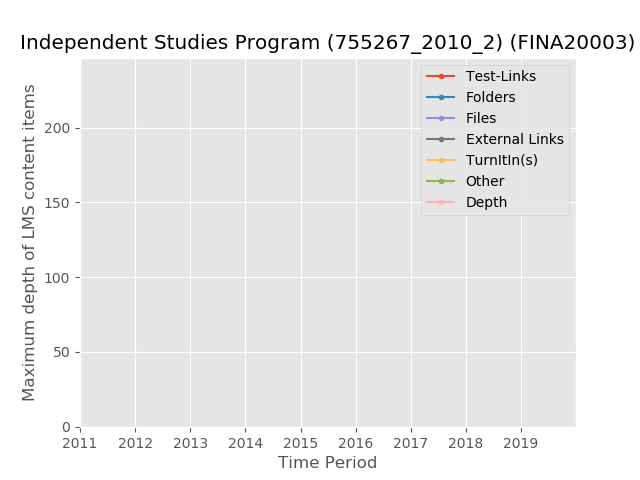 Independent Studies Program (755267_2010_2) (FINA20003)
Test-Links
Folders
Files
External Links
TurnItIn(s)
Other
Depth
Maximum depth of LMS content items
200
150
100
50
0
2011 2012 2013 2014 2015 2016 2017 2018 2019
Time Period